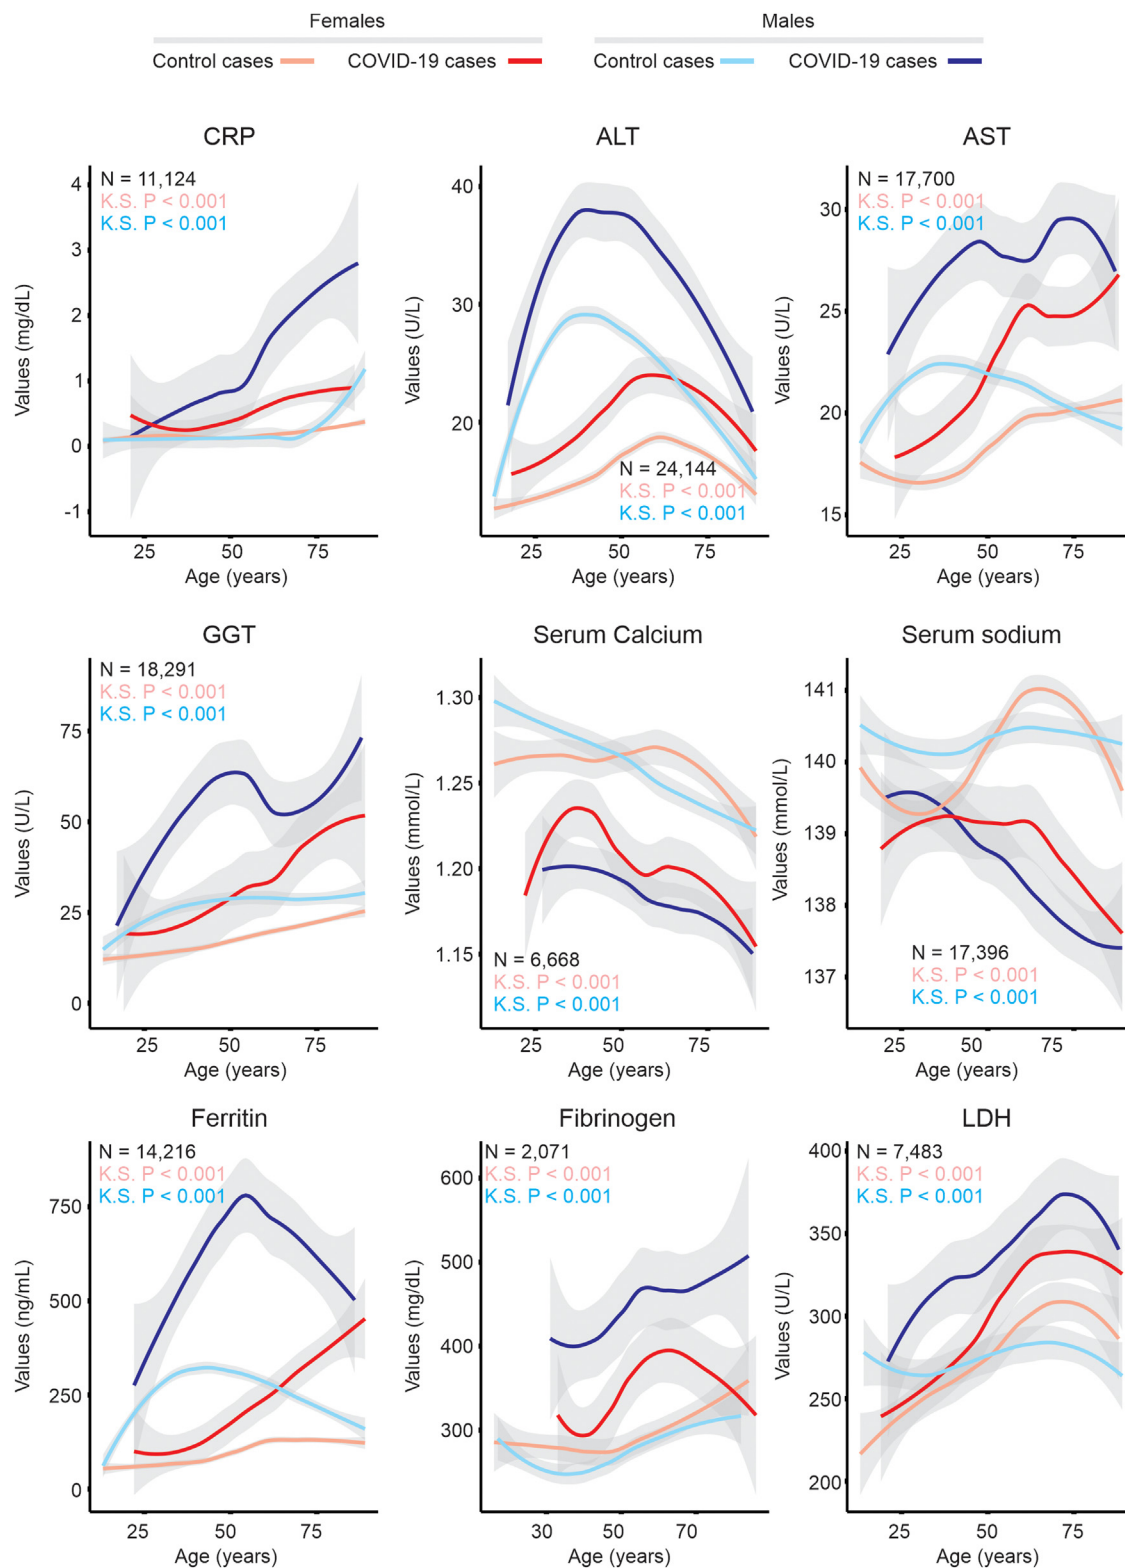 Females Males
Control cases COVID-19 cases Control cases COVID-19 cases
CRP
N = 11,124
K.S. P < 0.001
K.S. P < 0.001
Values (mg/dL)
4
3
2
1
0
-1
25 50 75
Age (years)
ALT
N = 24,144
K.S. P < 0.001
K.S. P < 0.001
Values (U/L)
40
30
20
25 50 75
Age (years)
AST
N = 17,700
K.S. P < 0.001
K.S. P < 0.001
Values (U/L)
30
25
20
15
25 50 75
Age (years)
GGT
N = 18,291
K.S. P < 0.001
K.S. P < 0.001
Values (U/L)
75
50
25
0
25 50 75
Age (years)
Serum Calcium
N = 6,668
K.S. P < 0.001
K.S. P < 0.001
Values (mmol/L)
1.30
1.25
1.20
1.15
25 50 75
Age (years)
Serum sodium
N = 17,396
K.S. P < 0.001
K.S. P < 0.001
Values (mmol/L)
141
140
139
138
137
25 50 75
Age (years)
Ferritin
N = 14,216
K.S. P < 0.001
K.S. P < 0.001
Values (ng/mL)
750
500
250
0
25 50 75
Age (years)
Fibrinogen
N = 2,071
K.S. P < 0.001
K.S. P < 0.001
Values (mg/dL)
600
500
400
300
30 50 70
Age (years)
LDH
N = 7,483
K.S. P < 0.001
K.S. P < 0.001
Values (U/L)
400
350
300
250
200
25 50 75
Age (years)